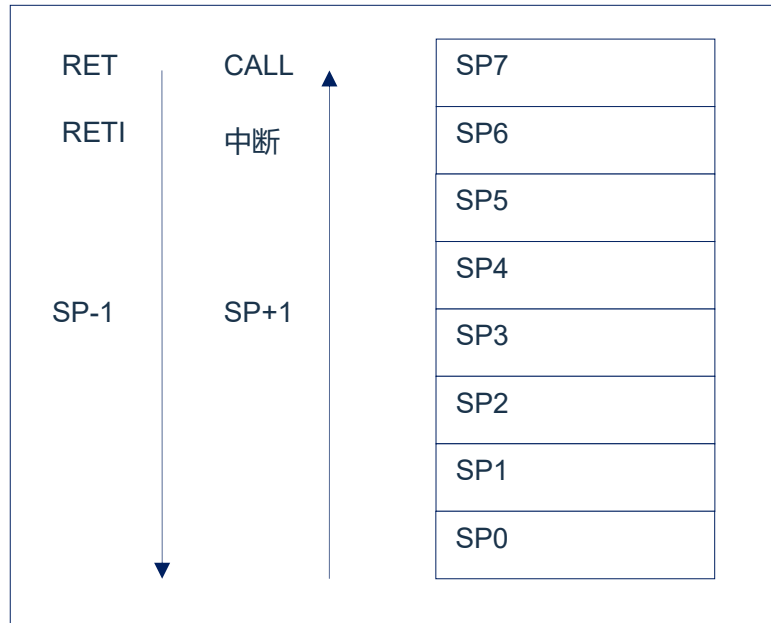 RET CALL SP7
RETI 中断 SP6
SP5
SP4
SP-1 SP+1
SP3
SP2
SP1
SP0